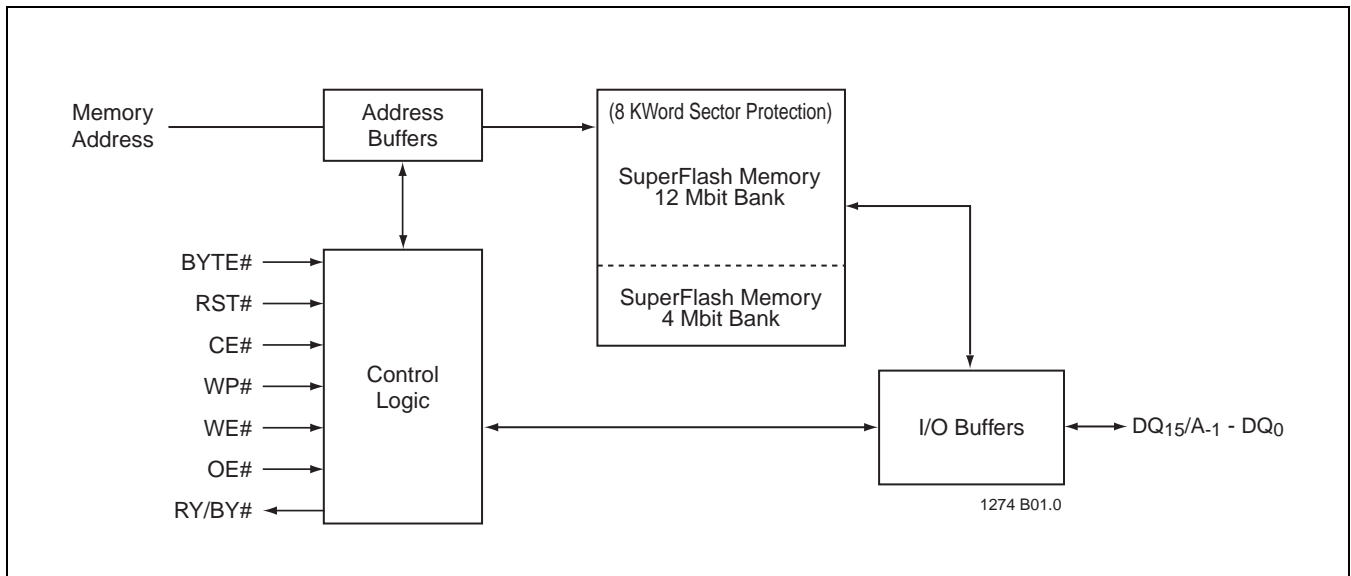 Memory
Address
Address
Buffers
(8 KWord Sector Protection)
SuperFlash Memory
12 Mbit Bank
SuperFlash Memory
4 Mbit Bank
BYTE#
RST#
CE#
WP#
WE#
OE#
RY/BY#
Control
Logic
I/O Buffers
DQ15/A-1 - DQ0
1274 B01.0